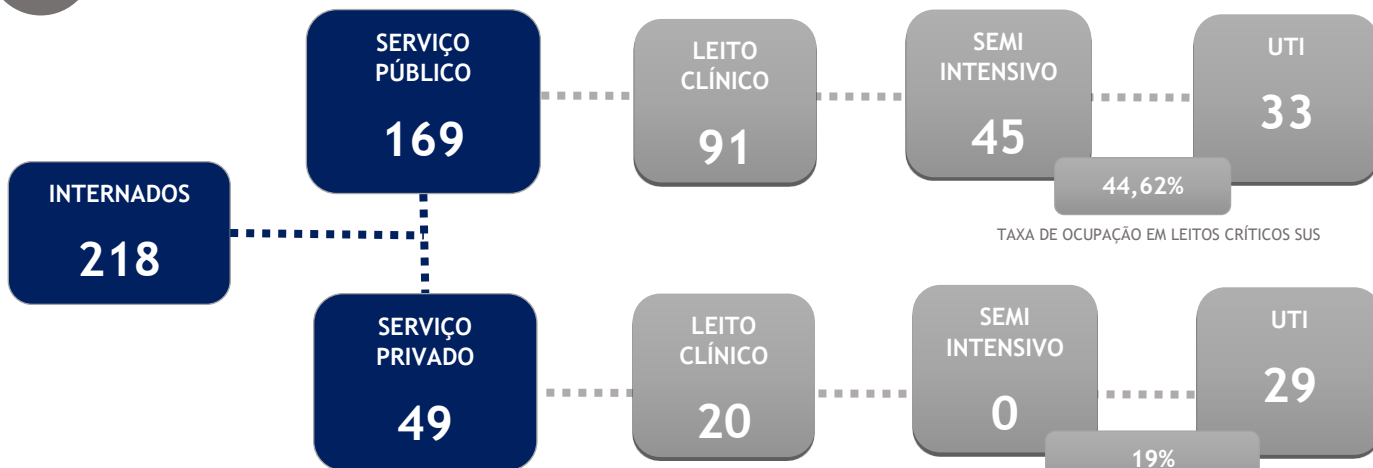 INTERNADOS
218
SERVIÇO
PÚBLICO
169
LEITO
CLÍNICO
91
SEMI
INTENSIVO
45
UTI
33
44,62%
TAXA DE OCUPAÇÃO EM LEITOS CRÍTICOS SUS
SERVIÇO
PRIVADO
49
LEITO
CLÍNICO
20
SEMI
INTENSIVO
0
UTI
29
19%